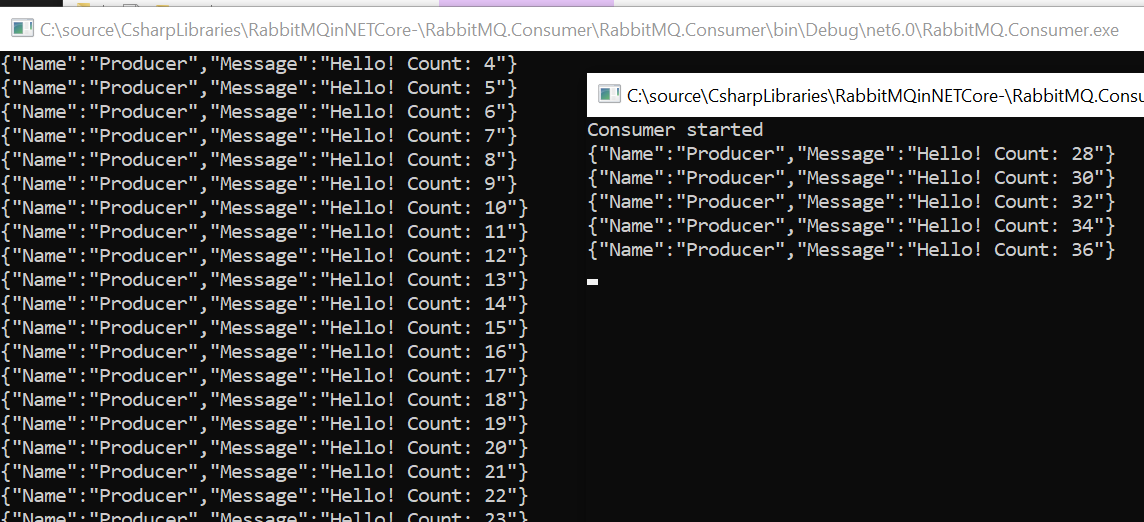 C:\source\CsharpLibraries\RabbitMQinNETCore-\RabbitMQ.Consumer\RabbitMQ.Consumer\bin\Debug\net6.0\RabbitMQ.Consumer.exe
{"Name":"Producer","Message":"Hello! Count: 4"}
{"Name":"Producer","Message":"Hello! Count: 5"}
{"Name":"Producer","Message":"Hello! Count: 6"}
{"Name":"Producer","Message":"Hello! Count: 7"}
{"Name":"Producer","Message":"Hello! Count: 8"}
{"Name":"Producer","Message":"Hello! Count: 9"}
{"Name":"Producer","Message":"Hello! Count: 10"}
{"Name":"Producer","Message":"Hello! Count: 11"}
{"Name":"Producer","Message":"Hello! Count: 12"}
{"Name":"Producer","Message":"Hello! Count: 13"}
{"Name":"Producer","Message":"Hello! Count: 14"}
{"Name":"Producer","Message":"Hello! Count: 15"}
{"Name":"Producer","Message":"Hello! Count: 16"}
{"Name":"Producer","Message":"Hello! Count: 17"}
{"Name":"Producer","Message":"Hello! Count: 18"}
{"Name":"Producer","Message":"Hello! Count: 19"}
{"Name":"Producer","Message":"Hello! Count: 20"}
{"Name":"Producer","Message":"Hello! Count: 21"}
{"Name":"Producer","Message":"Hello! Count: 22"}
{"Name":"Producer","Message":"Hello! Count: 23"}
C:\source\CsharpLibraries\RabbitMQinNETCore-\RabbitMQ.Consu
Consumer started
{"Name":"Producer","Message":"Hello! Count: 28"}
{"Name":"Producer","Message":"Hello! Count: 30"}
{"Name":"Producer","Message":"Hello! Count: 32"}
{"Name":"Producer","Message":"Hello! Count: 34"}
{"Name":"Producer","Message":"Hello! Count: 36"}